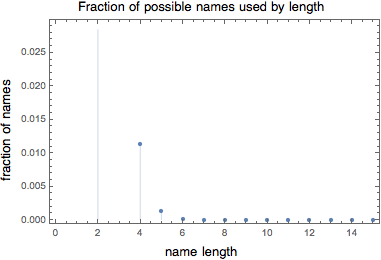 Fraction of possible names used by length
fraction of names
0.025
0.020
0.015
0.010
0.005
0.000
0 2 4 6 8 10 12 14
name length